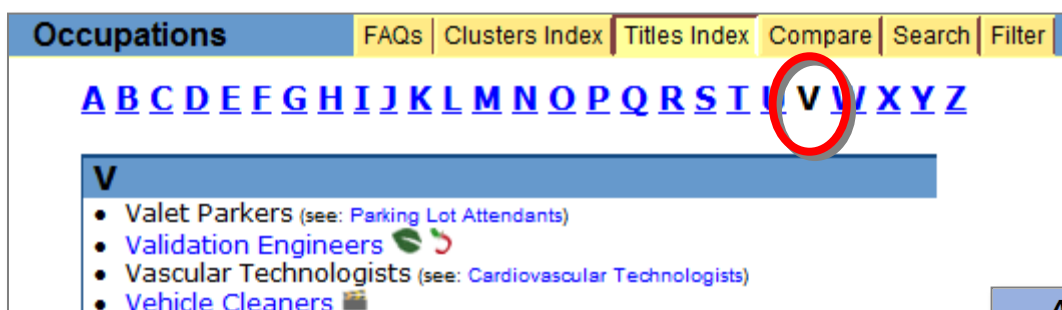 Occupations FAQs Clusters Index Titles Index Compare Search Filter
A B C D E F G H I J K L M N O P Q R S T U V W X Y Z
V
• Valet Parkers (see: Parking Lot Attendants)
• Validation Engineers
• Vascular Technologists (see: Cardiovascular Technologists)
• Vehicle Cleaners